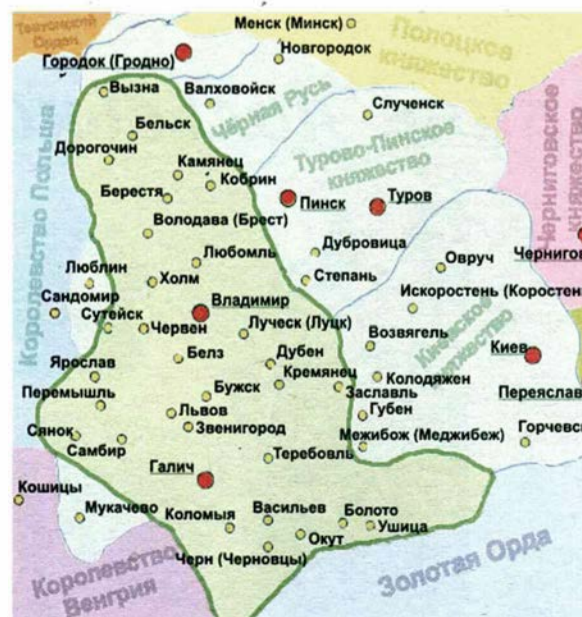 Менск (Минск)
Тевтонский
Орден
Полоцкое
княжество
Городок (Гродно)
Новгородок
Вызна
Валховойск
Чёрная Русь
Слученск
Черниговское
княжество
Бельск
Турово-Пинское
княжество
Дорогочин
Камянец
Кобрин
Берестя
Пинск
Туров
Королевство Польша
Володава (Брест)
Чернигов
Любомль
Дубровица
Овруч
Люблин
Холм
Степань
Сандомир
Владимир
Искоростень (Коростень
Сутейск
Червен
Луческ (Луцк)
Возвягель
Киевское
княжество
Киев
Белз
Дубен
Ярослав
Кремянец
Колодяжен
Переяслав
Перемышль
Бужск
Заславль
Львов
Губен
Сянок
Звенигород
Межибож (Меджибеж)
Горчевск
Самбир
Теребовль
Галич
Кошицы
Мукачево
Васильев
Болото
Коломыя
Окут
Ушица
Черн (Черновцы)
Королевство
Венгрия
Золотая Орда